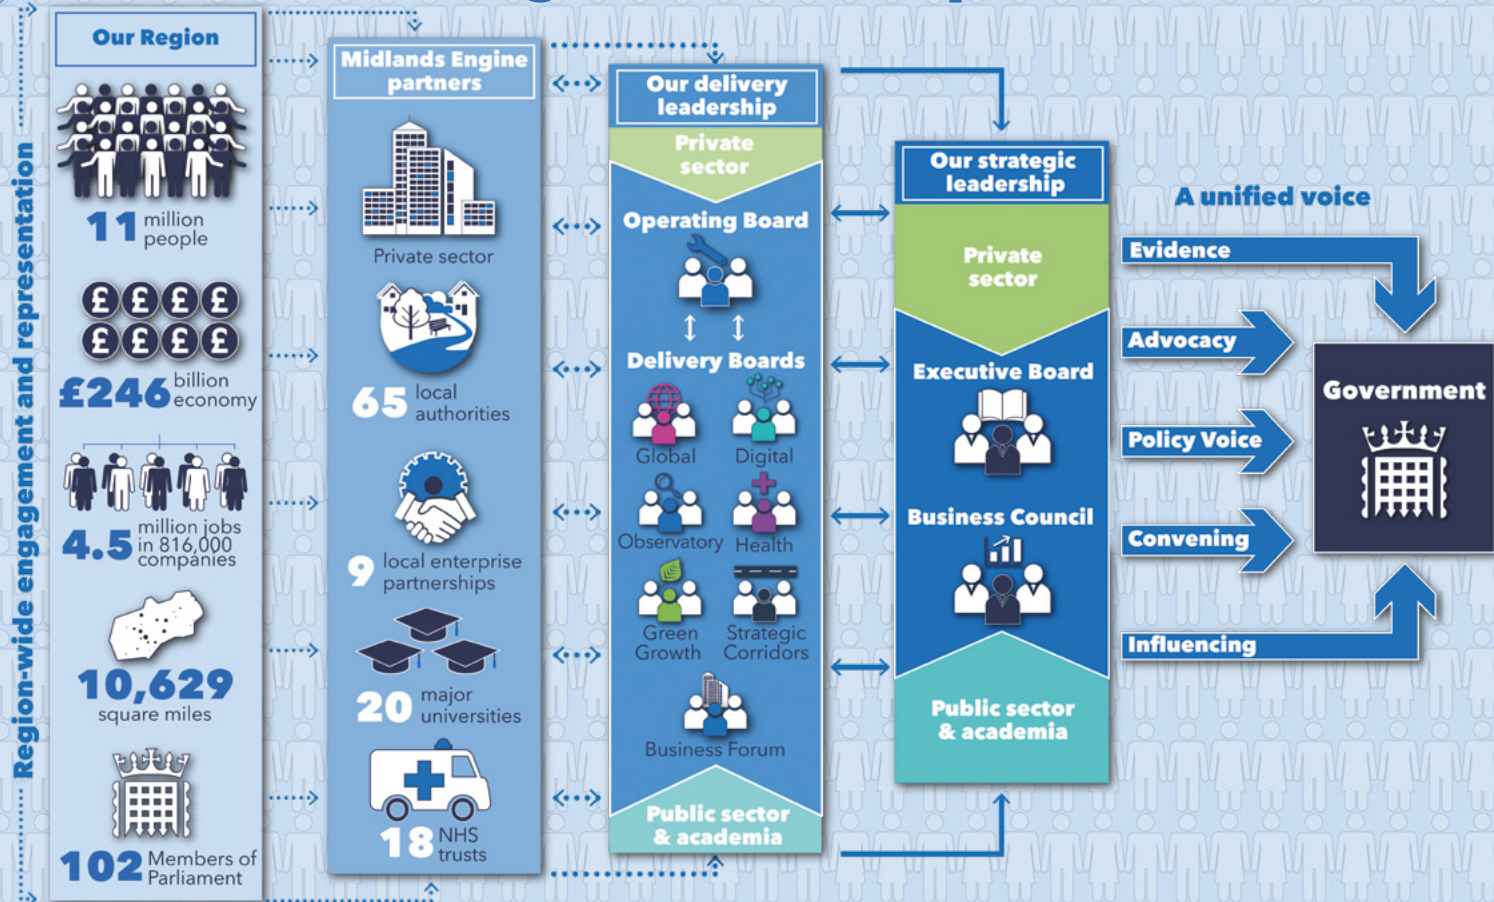 Region-wide engagement and representation
Our Region
11 million
people
£246 billion
economy
4.5 million jobs
in 816,000
companies
10,629
square miles
102 Members of
Parliament
Midlands Engine
partners
Private sector
65 local
authorities
9 local enterprise
partnerships
20 major
universities
18 NHS
trusts
Our delivery
leadership
Private
sector
Operating Board
Delivery Boards
Global
Digital
Observatory
Health
Green
Growth
Strategic
Corridors
Business Forum
Public sector
& academia
Our strategic
leadership
Private
sector
Executive Board
Business Council
Public sector
& academia
A unified voice
Evidence
Advocacy
Policy Voice
Convening
Influencing
Government